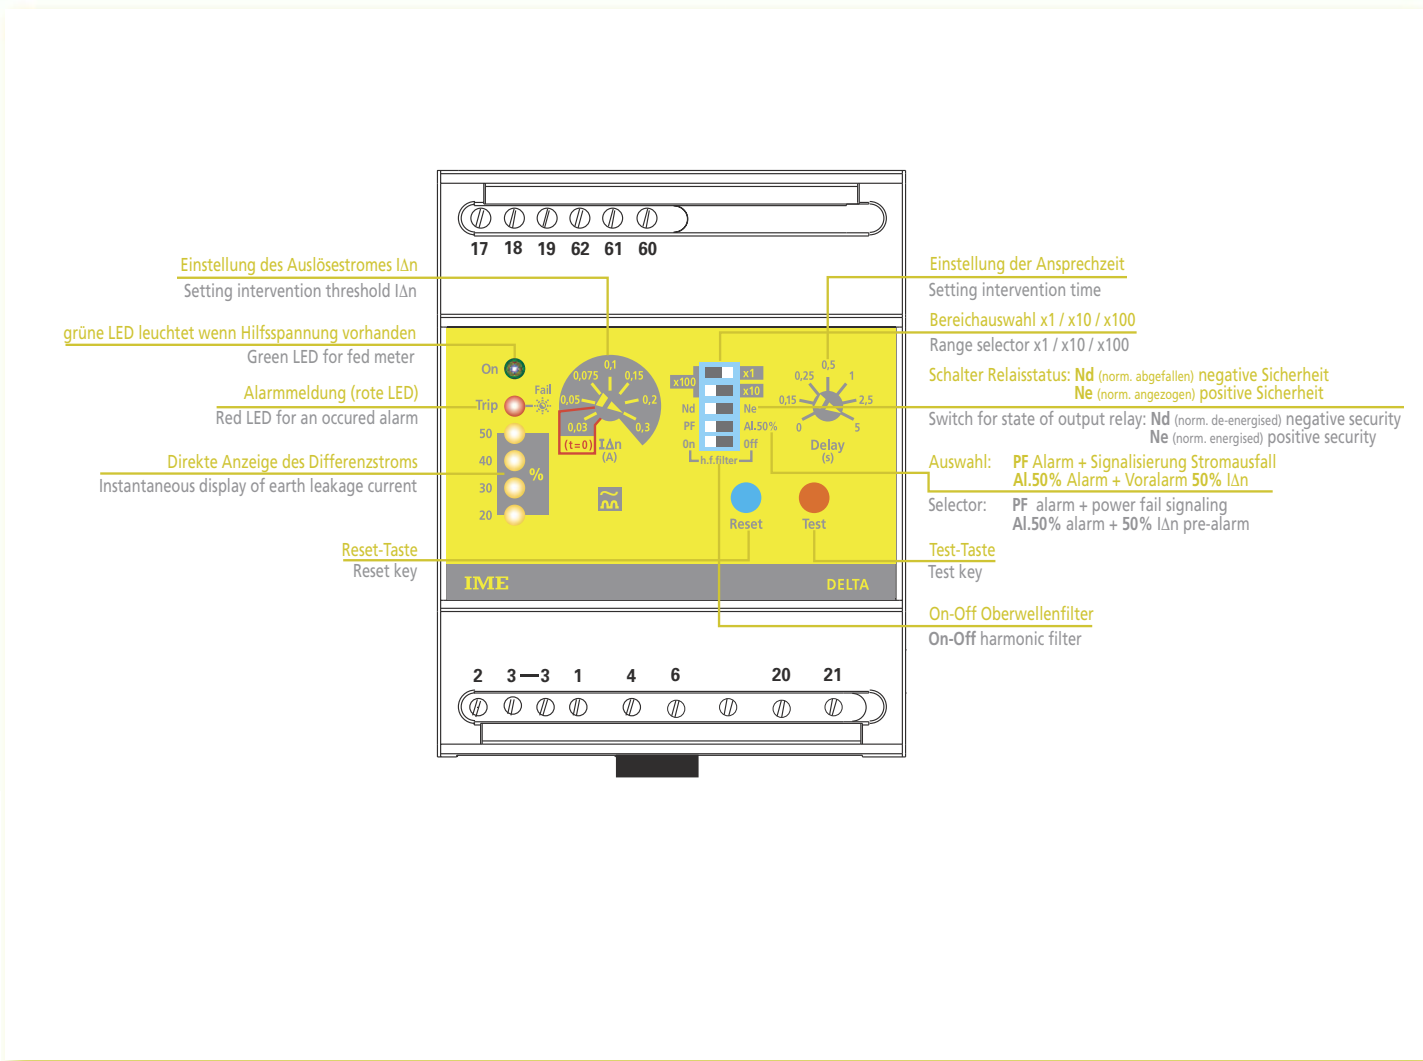 17 18 19 62 61 60
Einstellung des Auslösestromes I∆n
Setting intervention threshold I∆n
grüne LED leuchtet wenn Hilfsspannung vorhanden
Green LED for fed meter
Alarmmeldung (rote LED)
Red LED for an occured alarm
Direkte Anzeige des Differenzstroms
Instantaneous display of earth leakage current
Reset-Taste
Reset key
On
Trip
Fail
50
40
30
20
%
0,03
0,05
0,075
0,1
0,15
0,2
0,3
(t=0)
I∆n
(A)
x100
x1
x10
Nd Ne
PF Al.50%
On Off
h.f.filter
0
0,15
0,25
0,5
1
2,5
5
Delay
(s)
Reset
Test
IME
DELTA
Einstellung der Ansprechzeit
Setting intervention time
Bereichauswahl x1 / x10 / x100
Range selector x1 / x10 / x100
Schalter Relaisstatus: Nd (norm. abgefallen) negative Sicherheit
Ne (norm. angezogen) positive Sicherheit
Switch for state of output relay: Nd (norm. de-energised) negative security
Ne (norm. energised) positive security
Auswahl: PF Alarm + Signalisierung Stromausfall
Al.50% Alarm + Voralarm 50% I∆n
Selector: PF alarm + power fail signaling
Al.50% alarm + 50% I∆n pre-alarm
Test-Taste
Test key
On-Off Oberwellenfilter
On-Off harmonic filter
2 3 — 3 1 4 6 20 21